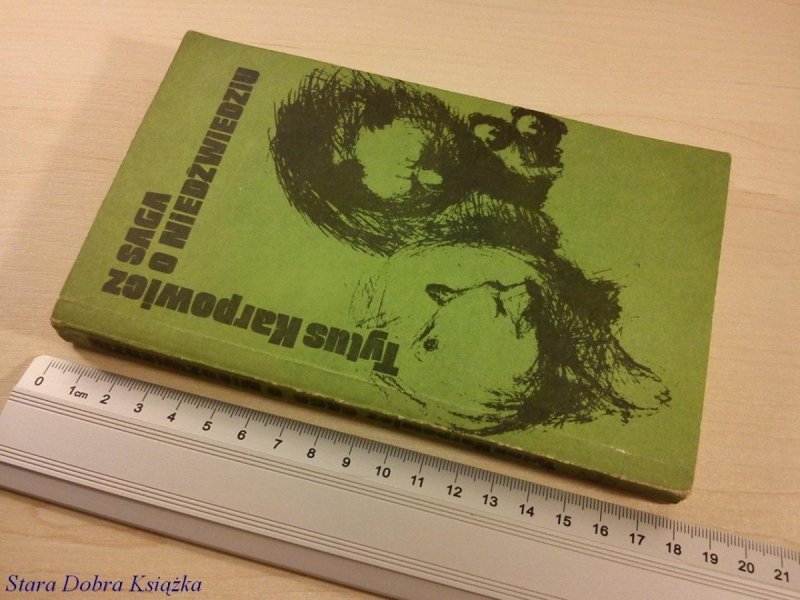 Tytus Karpowicz
SAGA
O NIEDŹWIEDZIU
0 1cm 2 3 4 5 6 7 8 9 10 11 12 13 14 15 16 17 18 19 20 21
Stara Dobra Książka